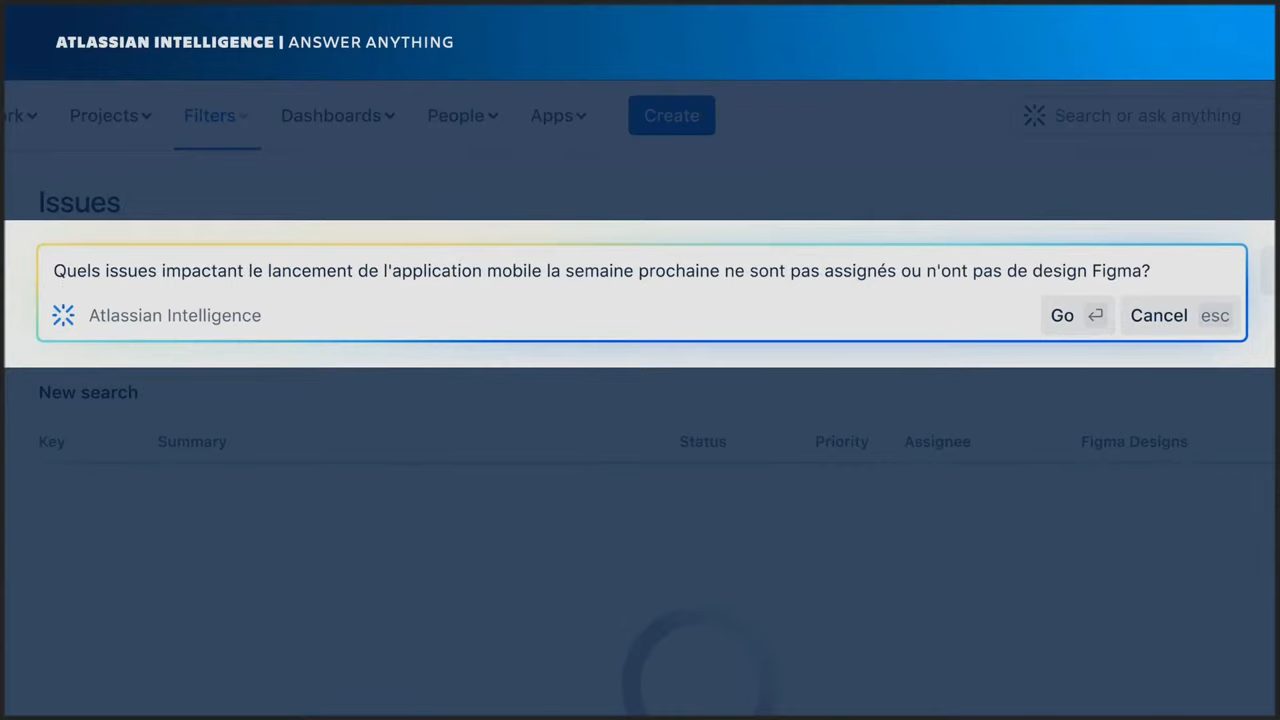 ATLASSIAN INTELLIGENCE | ANSWER ANYTHING
rk Projects Filters Dashboards People Apps Create Search or ask anything
Issues
Quels issues impactant le lancement de l'application mobile la semaine prochaine ne sont pas assignés ou n'ont pas de design Figma?
Atlassian Intelligence Go Cancel esc
New search
Key Summary Status Priority Assignee Figma Designs